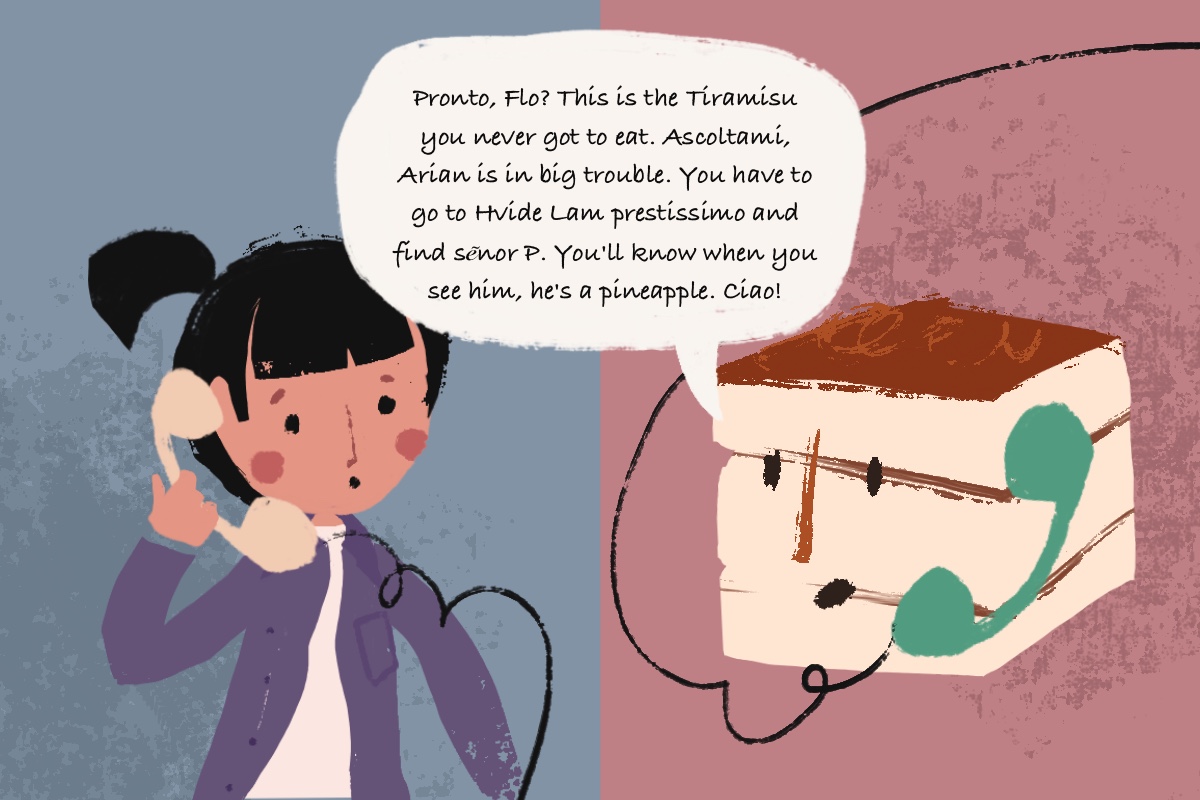 Pronto, Flo? This is the Tiramisu
you never got to eat. Ascoltami,
Arian is in big trouble. You have to
go to Hvide Lam prestissimo and
find sẽnor P. You'll know when you
see him, he's a pineapple. Ciao!